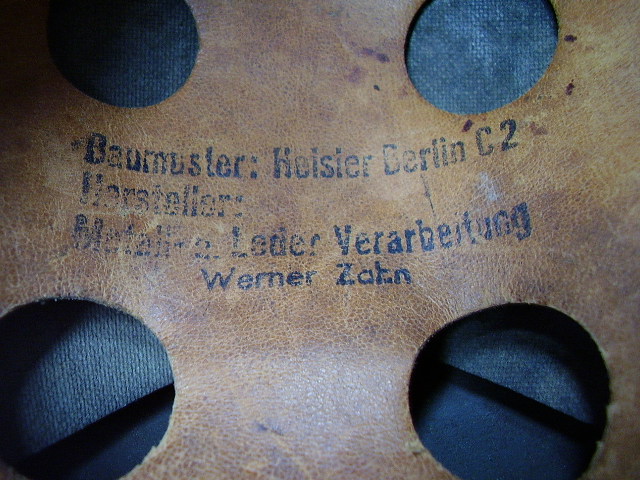 Baumuster: Heisler Berlin C2
Hersteller:
Metall- u. Leder Verarbeitung
Werner Zahn